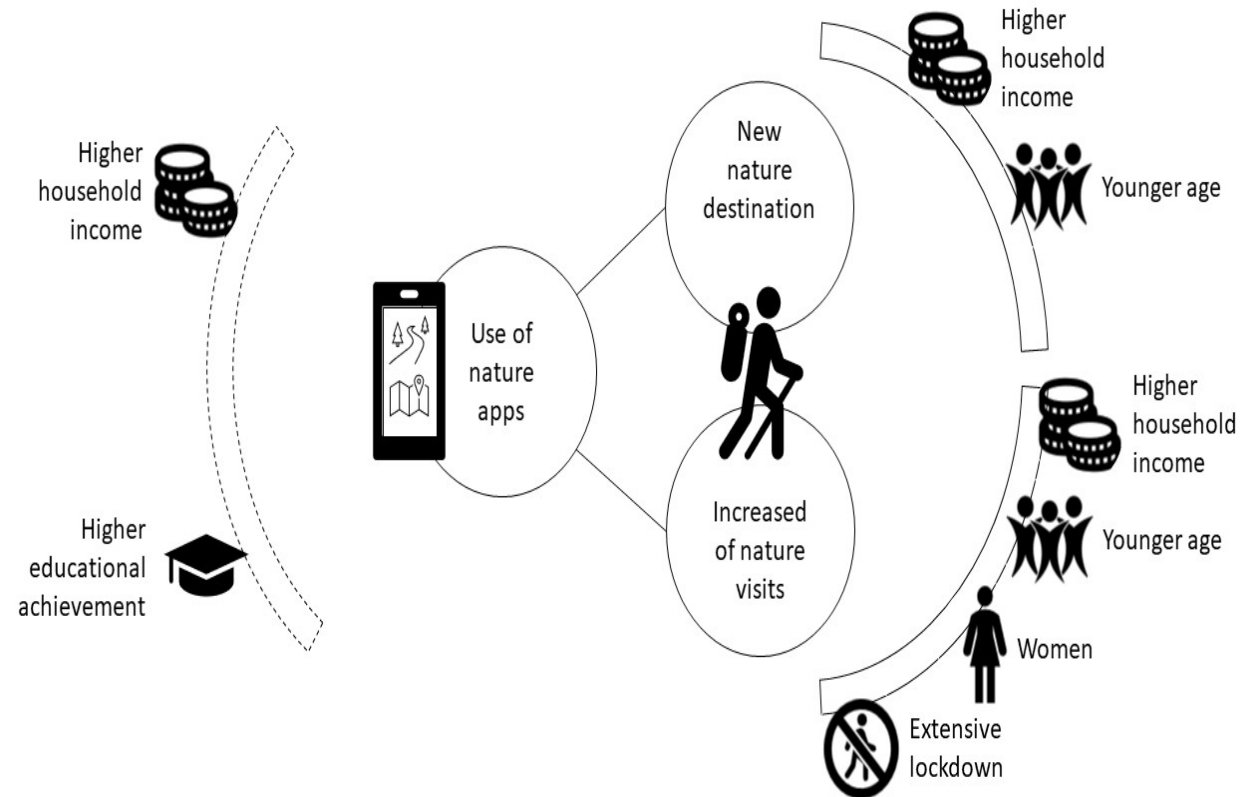 Higher
household
income
Higher
educational
achievement
Use of
nature
apps
New
nature
destination
Increased
of nature
visits
Higher
household
income
Younger age
Higher
household
income
Younger age
Women
Extensive
lockdown